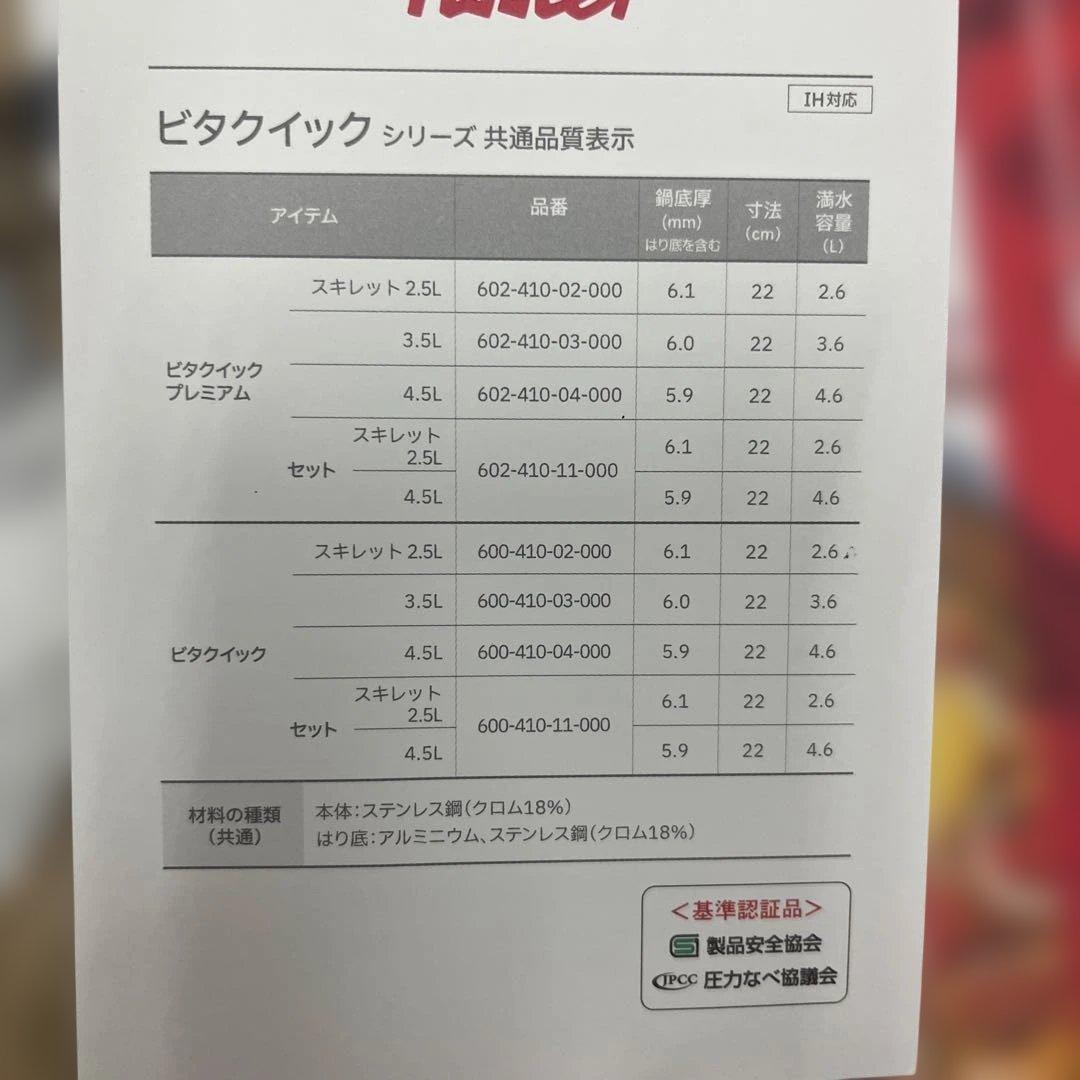 IH対応
ビタクイック シリーズ 共通品質表示
アイテム 品番 鍋底厚 (mm) はり底を含む 寸法 (cm) 満水容量 (L)
ビタクイックプレミアム
スキレット 2.5L 602-410-02-000 6.1 22 2.6
3.5L 602-410-03-000 6.0 22 3.6
4.5L 602-410-04-000 5.9 22 4.6
セット スキレット 2.5L 602-410-11-000 6.1 22 2.6
4.5L 5.9 22 4.6
ビタクイック
スキレット 2.5L 600-410-02-000 6.1 22 2.6
3.5L 600-410-03-000 6.0 22 3.6
4.5L 600-410-04-000 5.9 22 4.6
セット スキレット 2.5L 600-410-11-000 6.1 22 2.6
4.5L 5.9 22 4.6
材料の種類(共通)
本体:ステンレス鋼(クロム18%)
はり底:アルミニウム、ステンレス鋼(クロム18%)
<基準認証品>
製品安全協会
JPCC 圧力なべ協議会